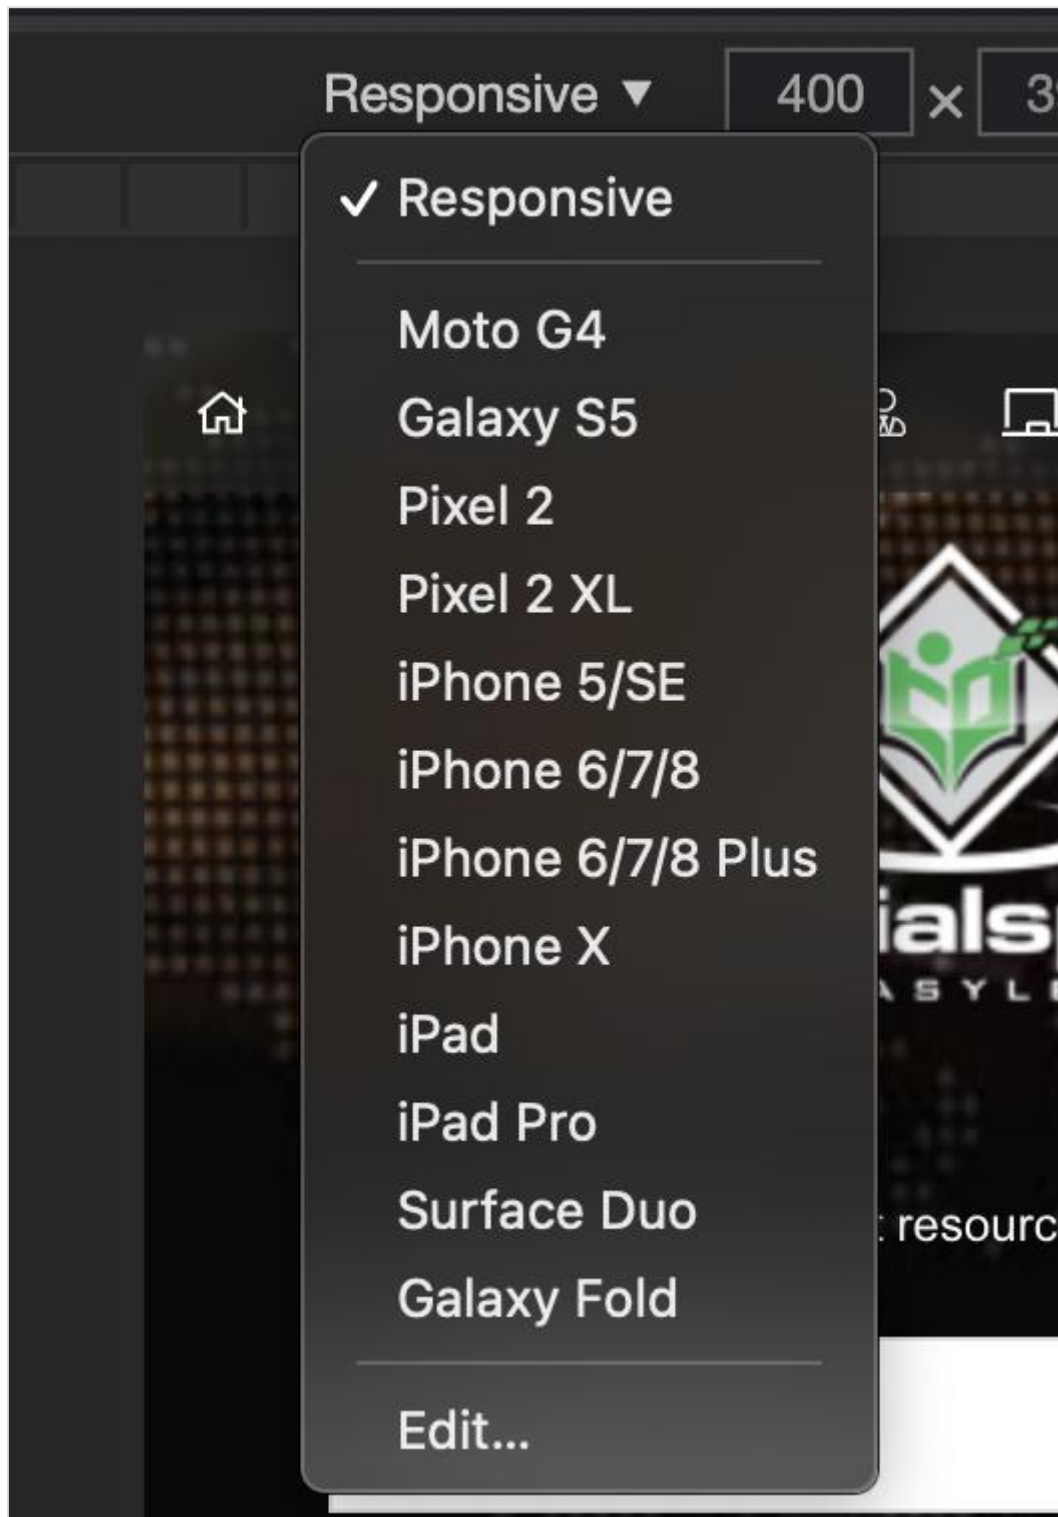 Responsive ▼ 400 ×
✓ Responsive
Moto G4
Galaxy S5
Pixel 2
Pixel 2 XL
iPhone 5/SE
iPhone 6/7/8
iPhone 6/7/8 Plus
iPhone X
iPad
iPad Pro
Surface Duo
Galaxy Fold
Edit...